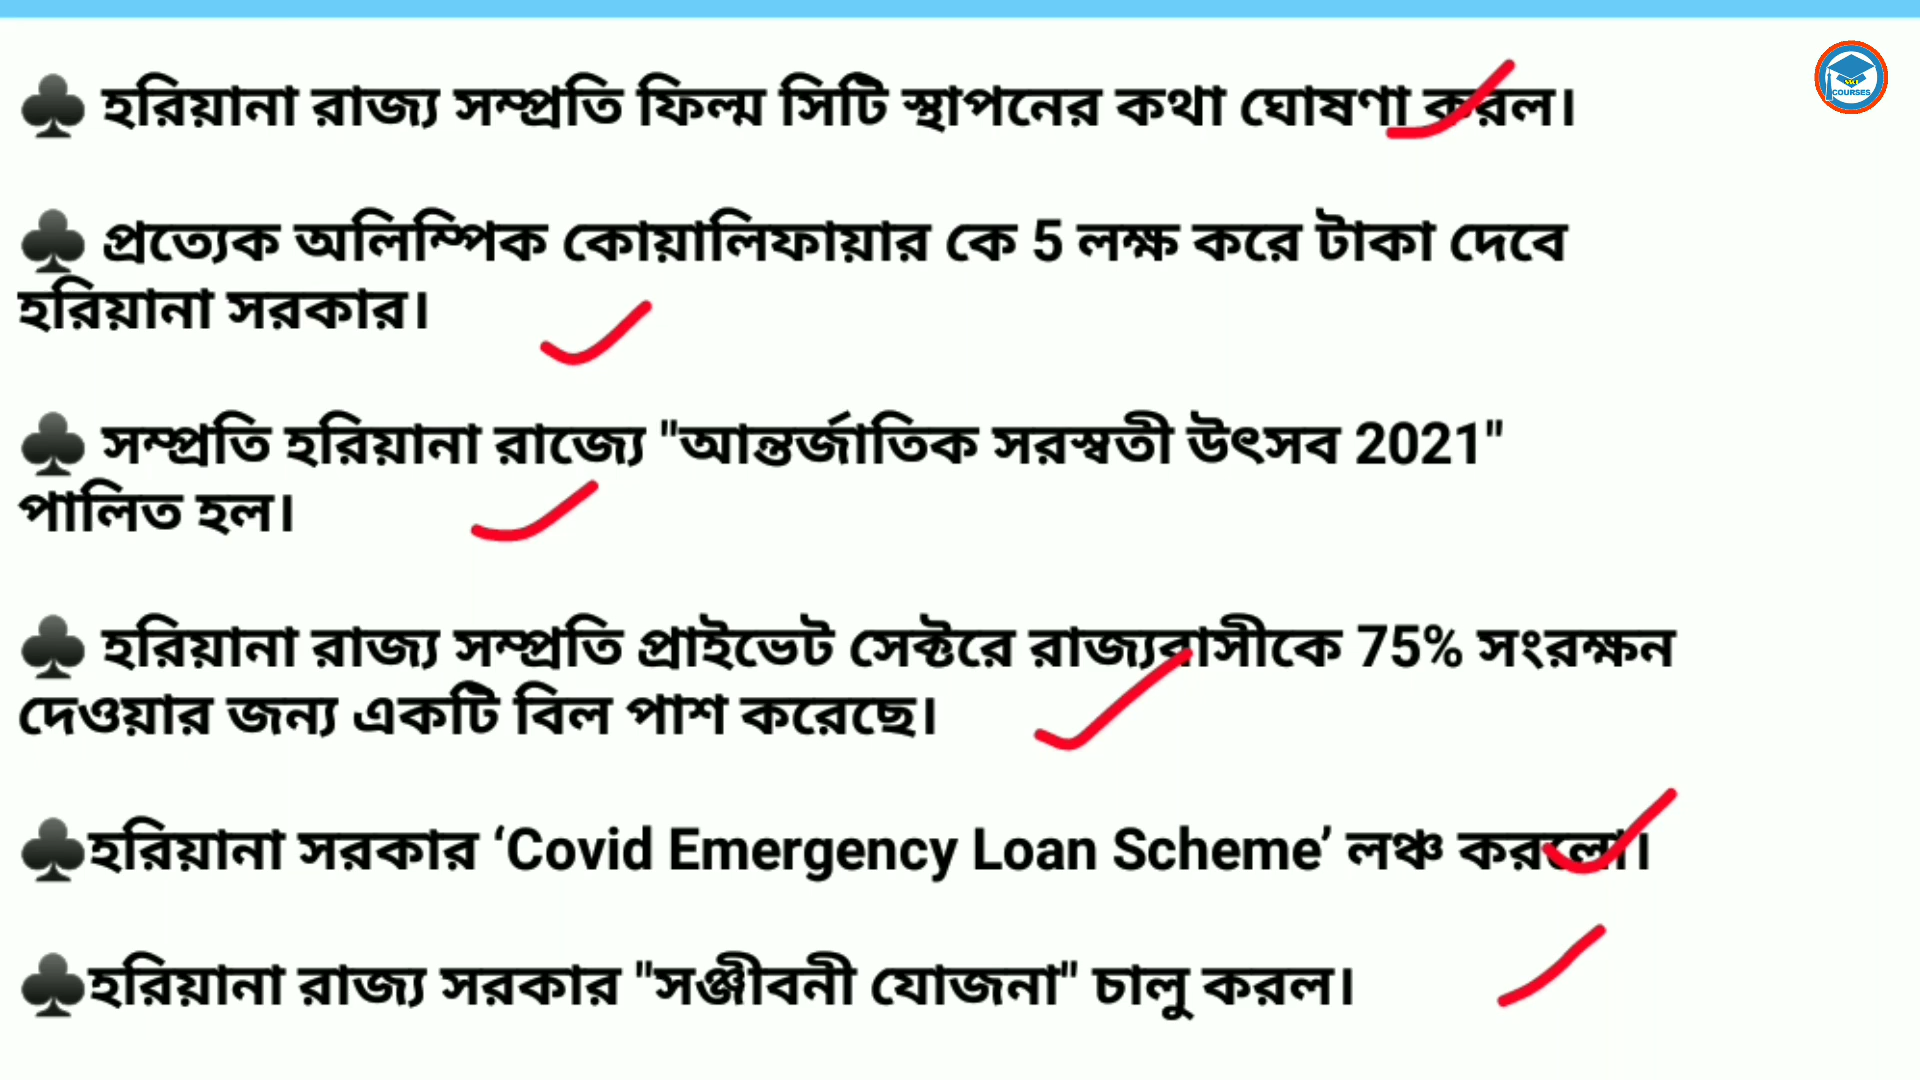 ♣ হরিয়ানা রাজ্য সম্প্রতি ফিল্ম সিটি স্থাপনের কথা ঘোষণা করল।
♣ প্রত্যেক অলিম্পিক কোয়ালিফায়ার কে 5 লক্ষ করে টাকা দেবে
হরিয়ানা সরকার।
♣ সম্প্রতি হরিয়ানা রাজ্যে "আন্তর্জাতিক সরস্বতী উৎসব 2021"
পালিত হল।
♣ হরিয়ানা রাজ্য সম্প্রতি প্রাইভেট সেক্টরে রাজ্যবাসীকে 75% সংরক্ষন
দেওয়ার জন্য একটি বিল পাশ করেছে।
♣হরিয়ানা সরকার ‘Covid Emergency Loan Scheme’ লঞ্চ করলো।
♣হরিয়ানা রাজ্য সরকার "সঞ্জীবনী যোজনা" চালু করল।
COURSES